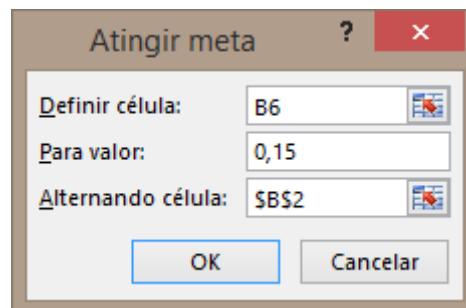 Atingir meta ? ×
Definir célula: B6
Para valor: 0,15
Alternando célula: $B$2
OK Cancelar